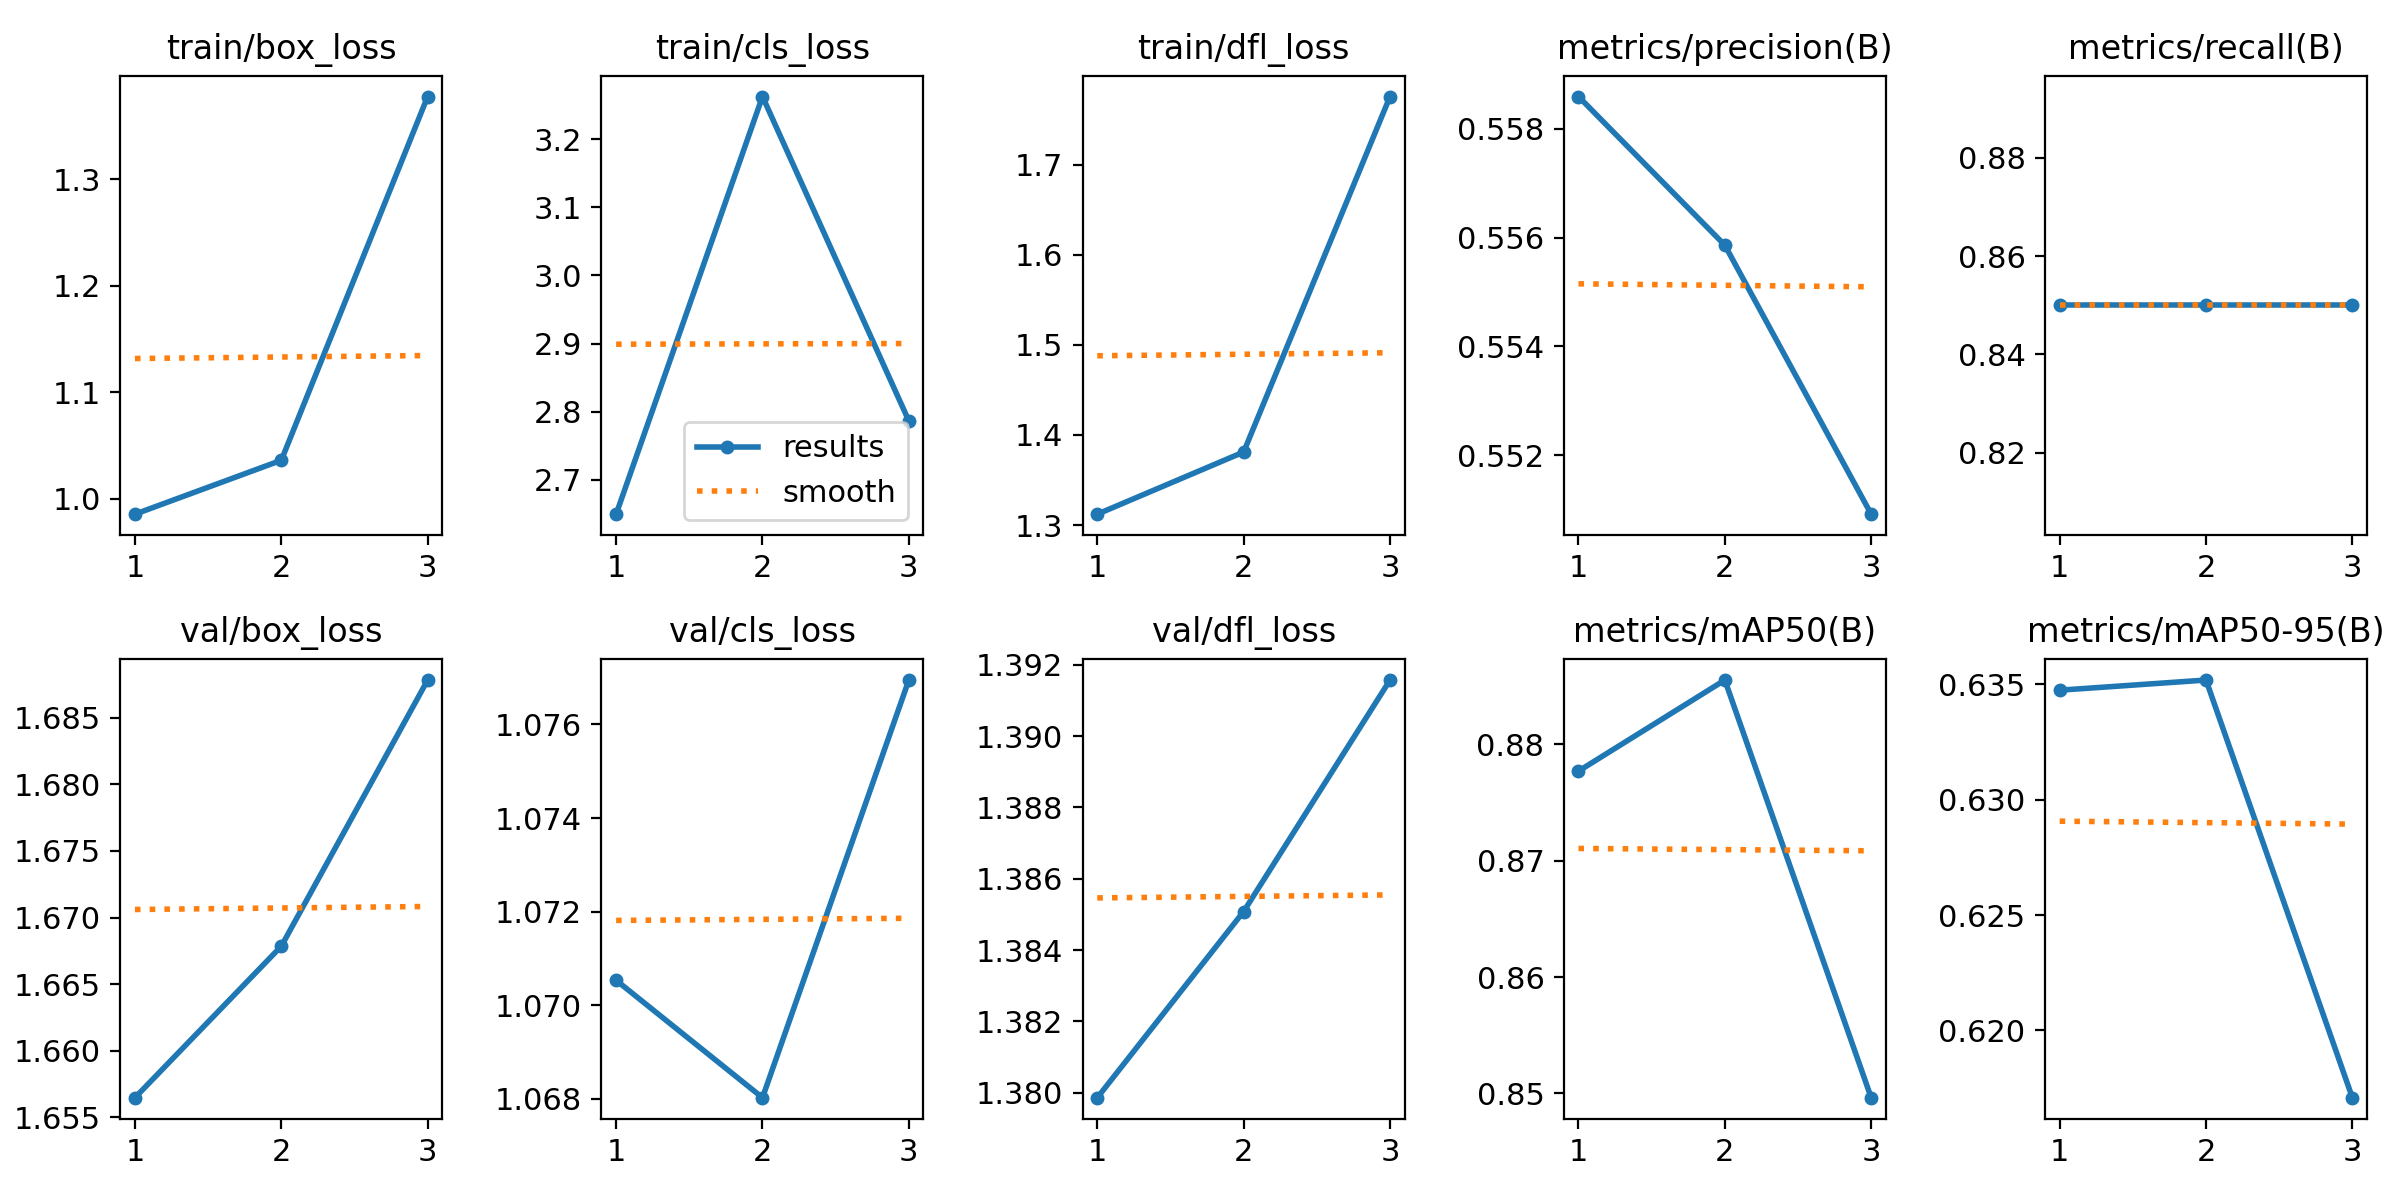 train/box_loss
1.3
1.2
1.1
1.0
1 2 3
train/cls_loss
3.2
3.1
3.0
2.9
2.8
2.7
results
smooth
1 2 3
train/dfl_loss
1.7
1.6
1.5
1.4
1.3
1 2 3
metrics/precision(B)
0.558
0.556
0.554
0.552
1 2 3
metrics/recall(B)
0.88
0.86
0.84
0.82
1 2 3
val/box_loss
1.685
1.680
1.675
1.670
1.665
1.660
1.655
1 2 3
val/cls_loss
1.076
1.074
1.072
1.070
1.068
1 2 3
val/dfl_loss
1.392
1.390
1.388
1.386
1.384
1.382
1.380
1 2 3
metrics/mAP50(B)
0.88
0.87
0.86
0.85
1 2 3
metrics/mAP50-95(B)
0.635
0.630
0.625
0.620
1 2 3